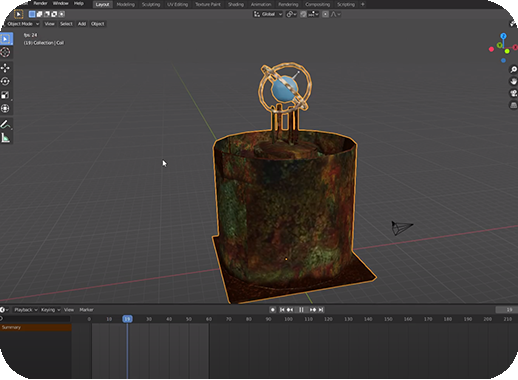 Render Window Help Layout Modeling Sculpting UV Editing Texture Paint Shading Animation Rendering Compositing Scripting +
Global
Object Mode View Select Add Object
fps: 24
(19) Collection | Coil
Playback Keying View Marker 19
0 10 19 30 40 50 60 70 80 90 100 110 120 130 140 150 160 170 180 190 200 210
Summary